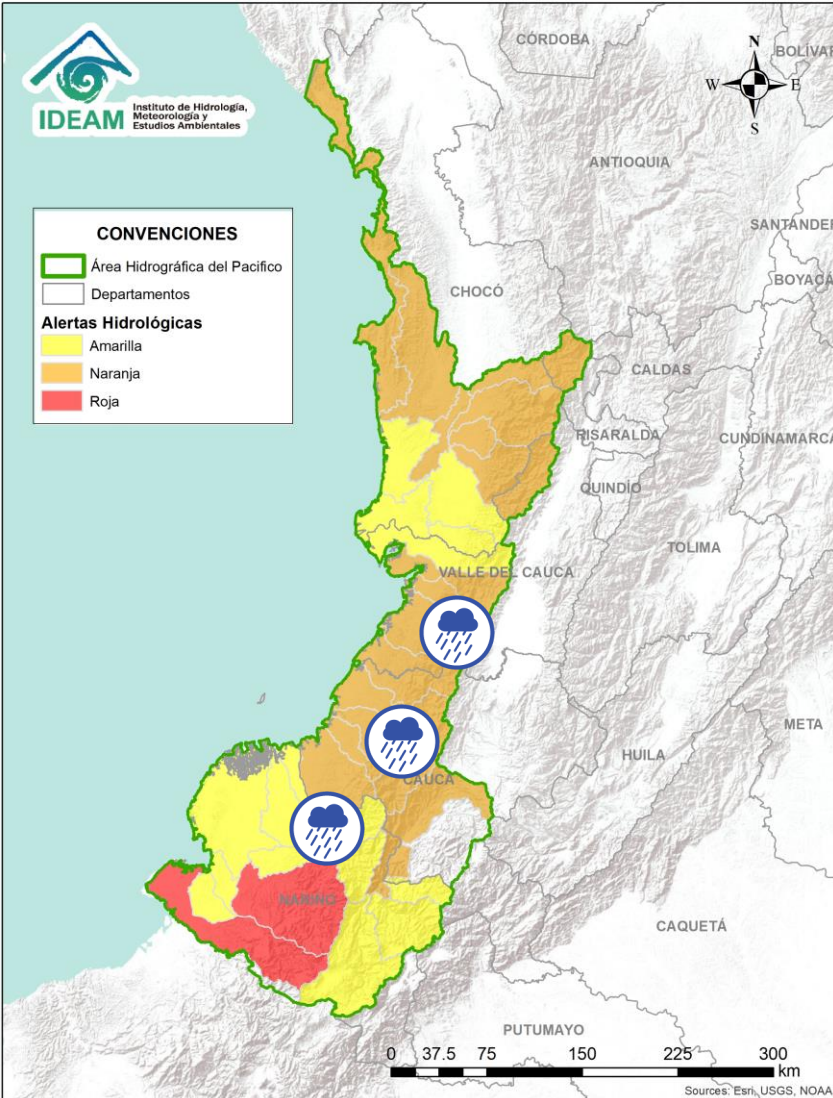 IDEAM
Instituto de Hidrología,
Meteorología y
Estudios Ambientales
CÓRDOBA
BOLÍVAR
N
W
E
S
ANTIOQUIA
SANTANDER
BOYACÁ
CONVENCIONES
Área Hidrográfica del Pacifico
Departamentos
Alertas Hidrológicas
Amarilla
Naranja
Roja
CHOCÓ
CALDAS
RISARALDA
CUNDINAMARCA
QUINDÍO
TOLIMA
VALLE DEL CAUCA
META
HUILA
CAUCA
NARIÑO
CAQUETÁ
PUTUMAYO
0 37.5 75 150 225 300
km
Sources: Esri, USGS, NOAA